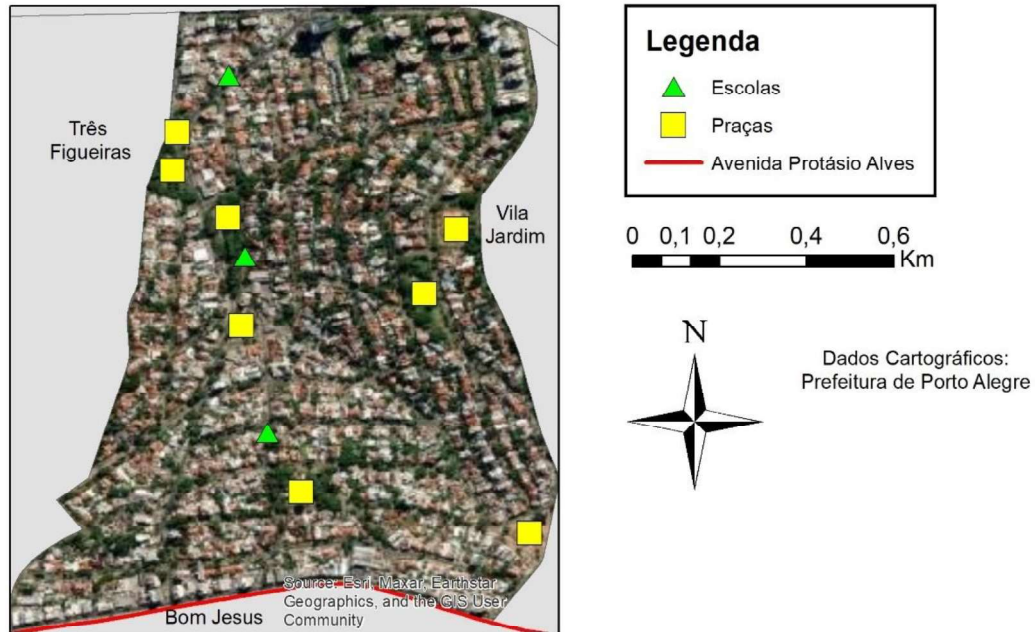 Três
Figueiras
Vila
Jardim
Source: Esri, Maxar, Earthstar
Geographics, and the GIS User
Community
Bom Jesus
Legenda
Escolas
Praças
Avenida Protásio Alves
0 0,1 0,2 0,4 0,6
Km
N
Dados Cartográficos:
Prefeitura de Porto Alegre